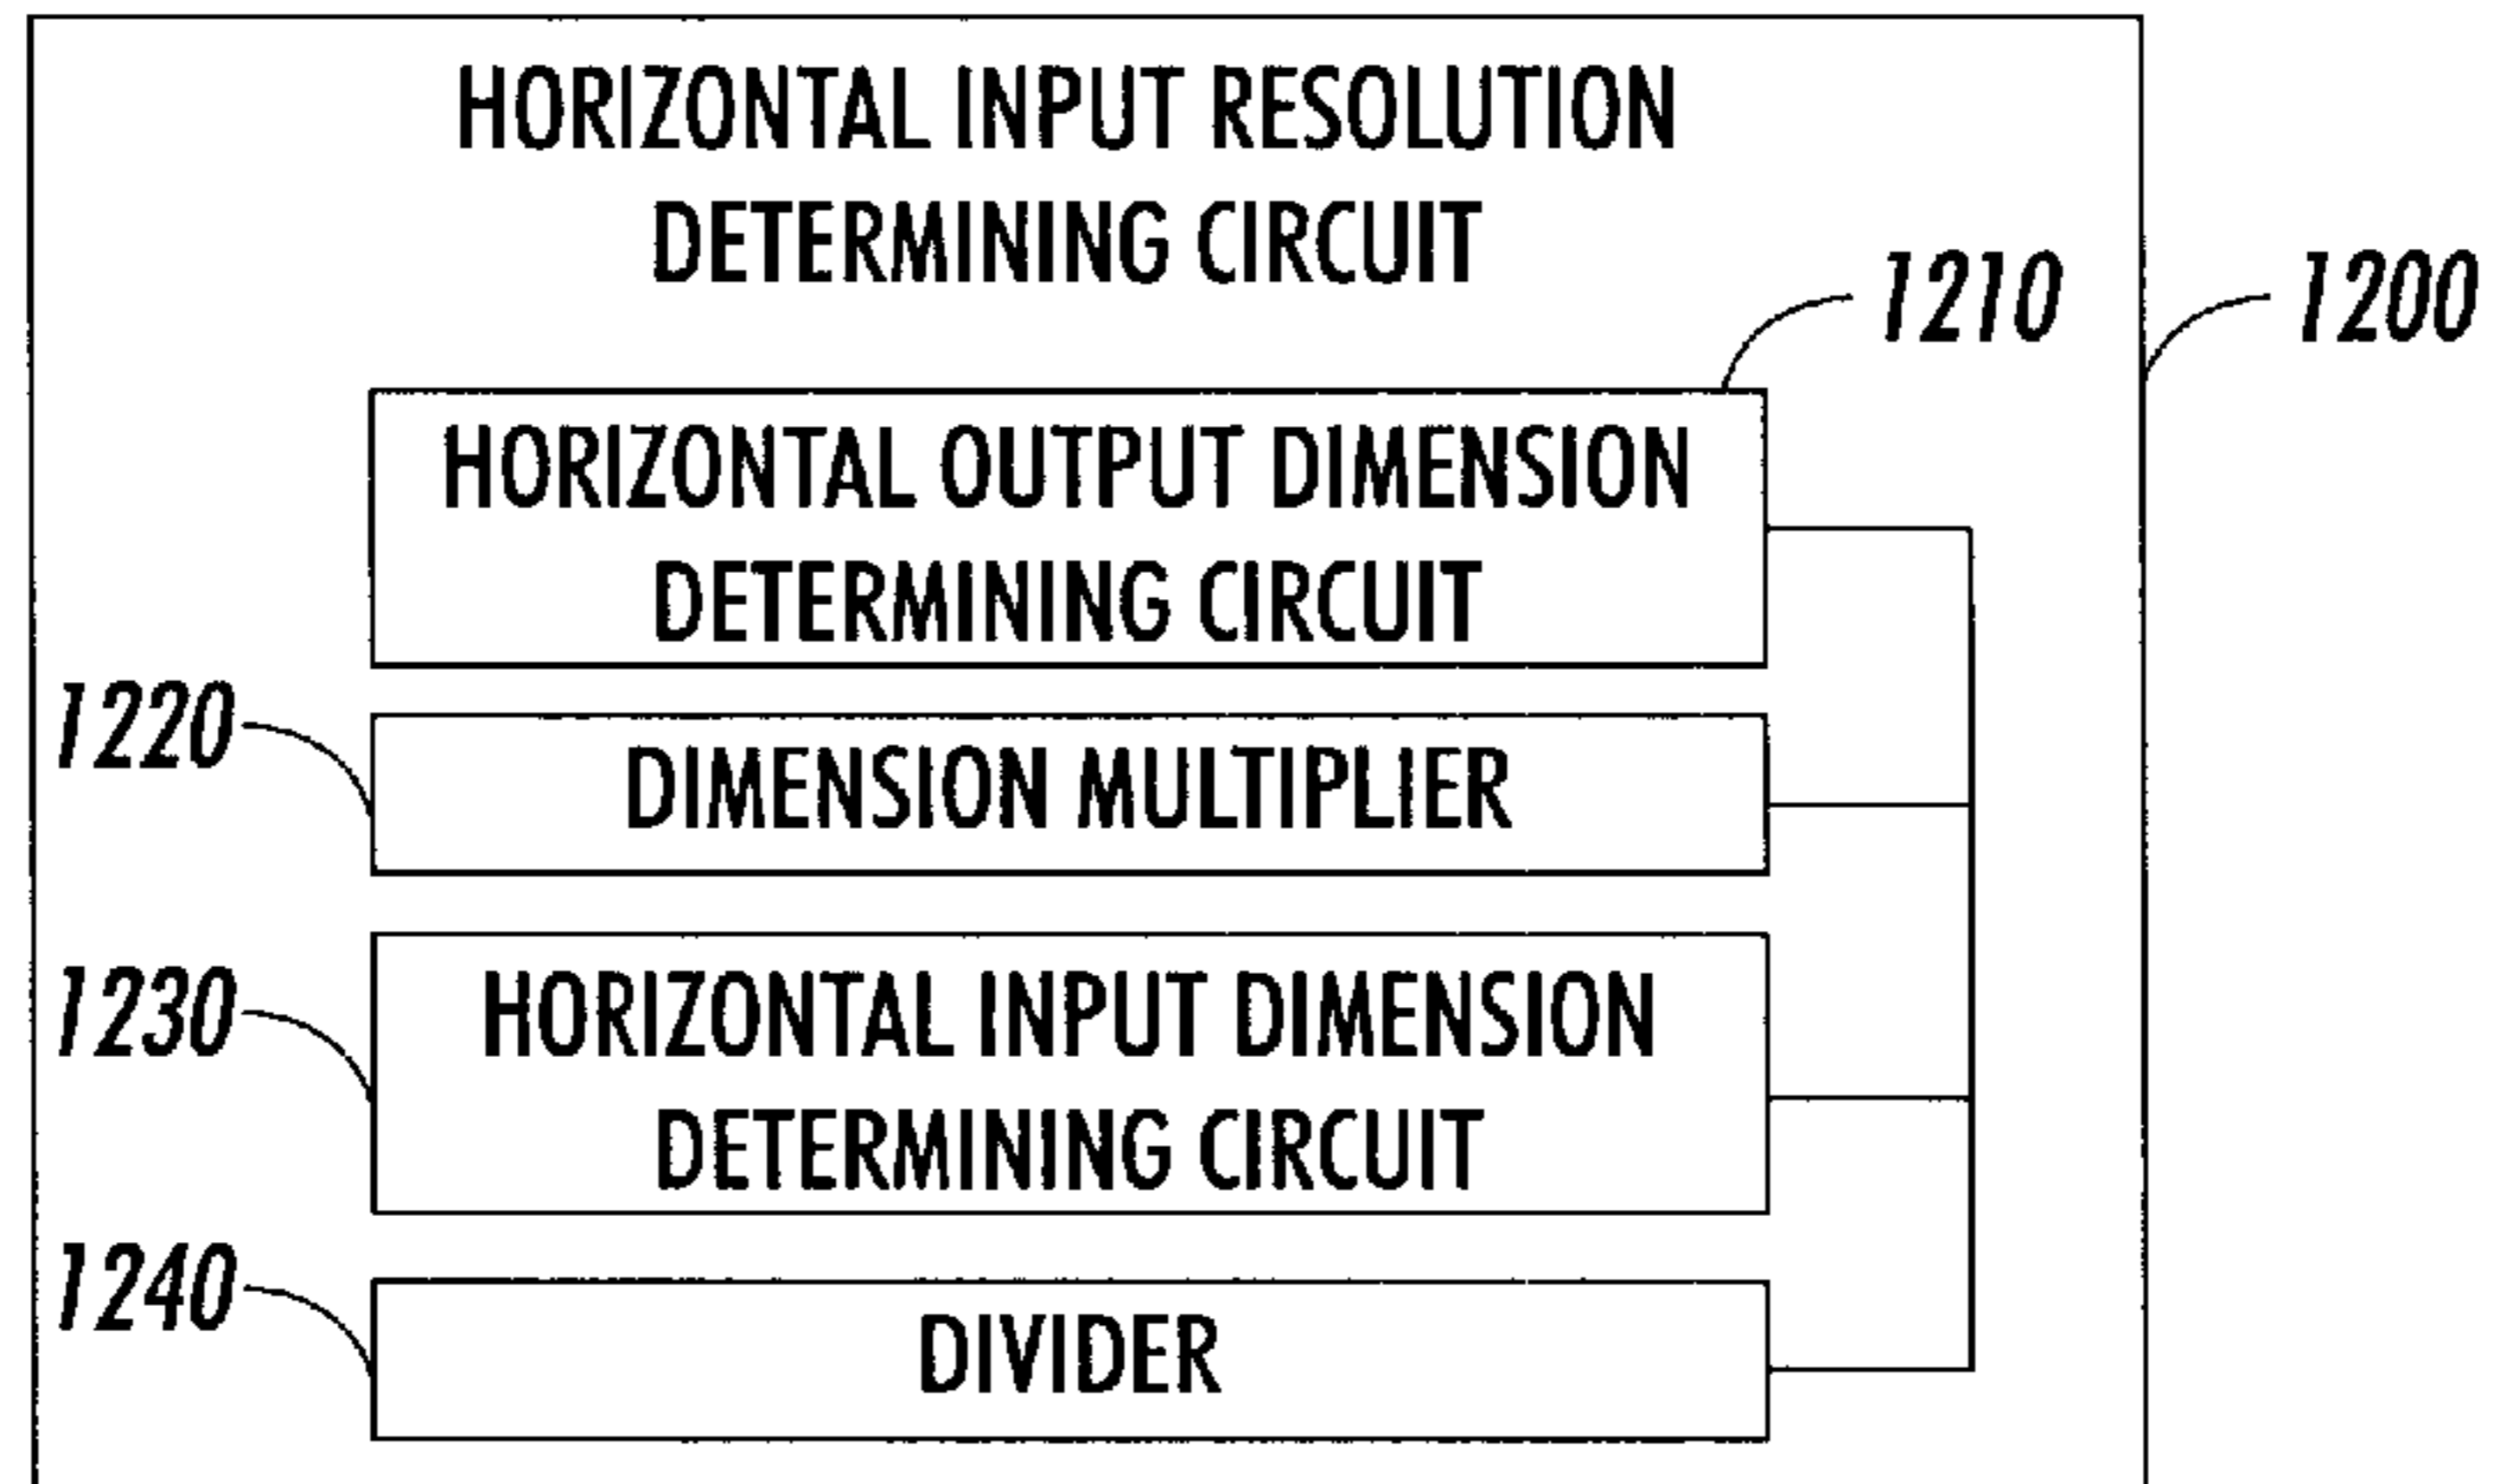 HORIZONTAL INPUT RESOLUTION
DETERMINING CIRCUIT
1210
1200
HORIZONTAL OUTPUT DIMENSION
DETERMINING CIRCUIT
1220
DIMENSION MULTIPLIER
1230
HORIZONTAL INPUT DIMENSION
DETERMINING CIRCUIT
1240
DIVIDER